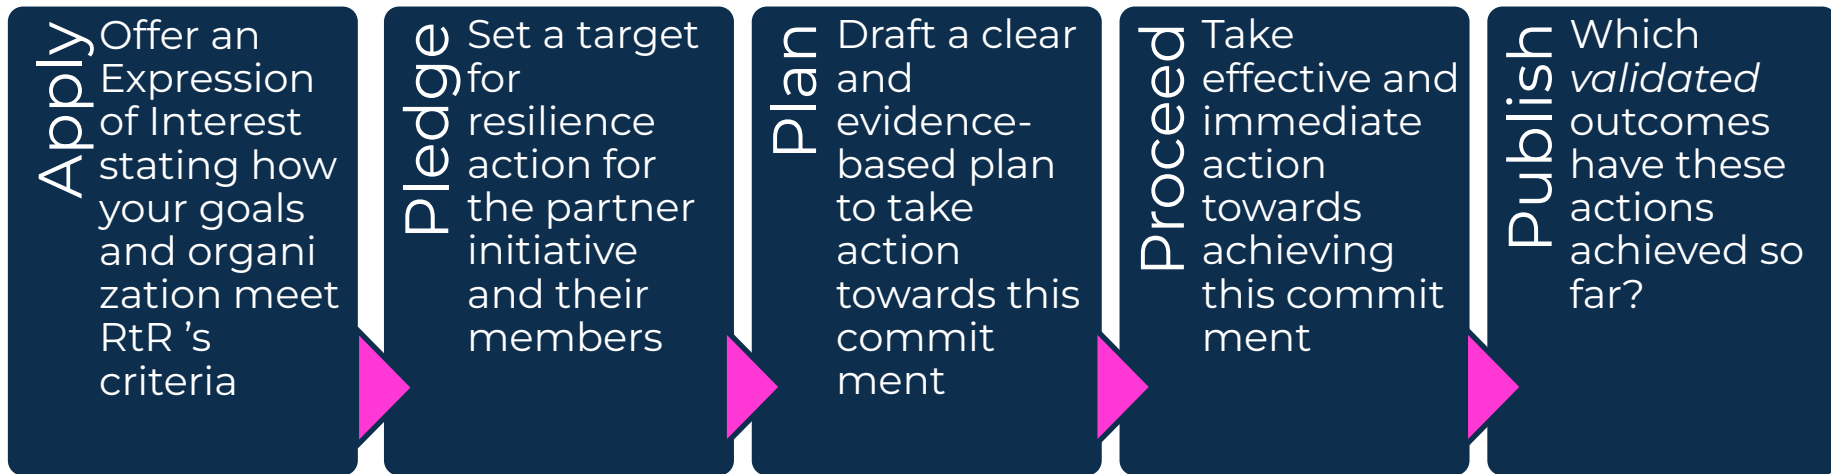 Apply
Offer an
Expression
of Interest
stating how
your goals
and organi
zation meet
RtR ’s
criteria
Pledge
Set a target
for
resilience
action for
the partner
initiative
and their
members
Plan
Draft a clear
and
evidence-
based plan
to take
action
towards this
commit
ment
Proceed
Take
effective and
immediate
action
towards
achieving
this commit
ment
Publish
Which
validated
outcomes
have these
actions
achieved so
far?